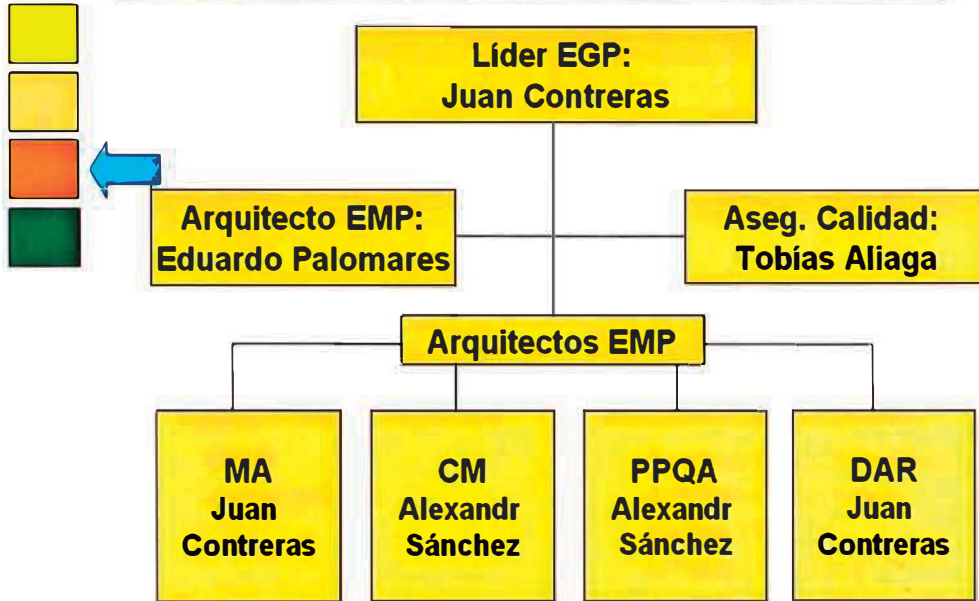 Líder EGP:
Juan Contreras
Arquitecto EMP:
Eduardo Palomares
Aseg. Calidad:
Tobías Aliaga
Arquitectos EMP
MA
Juan
Contreras
CM
Alexandr
Sánchez
PPQA
Alexandr
Sánchez
DAR
Juan
Contreras